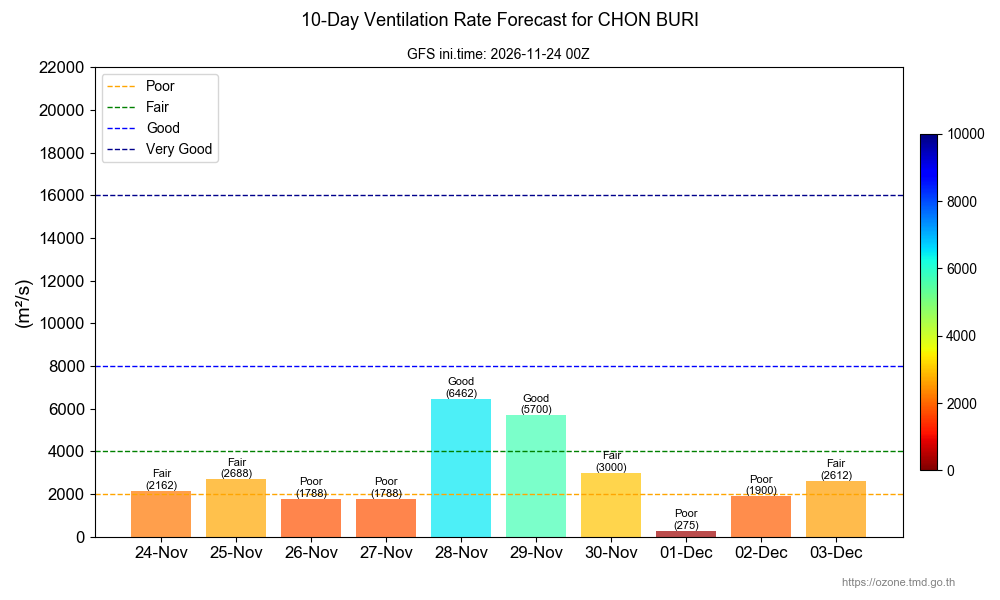 10-Day Ventilation Rate Forecast for CHON BURI
GFS ini.time: 2026-11-24 00Z
22000
20000
18000
16000
14000
12000
10000
8000
6000
4000
2000
0
(m²/s)
Poor
Fair
Good
Very Good
Fair
(2162)
Fair
(2688)
Poor
(1788)
Poor
(1788)
Good
(6462)
Good
(5700)
Fair
(3000)
Poor
(275)
Poor
(1900)
Fair
(2612)
24-Nov
25-Nov
26-Nov
27-Nov
28-Nov
29-Nov
30-Nov
01-Dec
02-Dec
03-Dec
10000
8000
6000
4000
2000
0
https://ozone.tmd.go.th